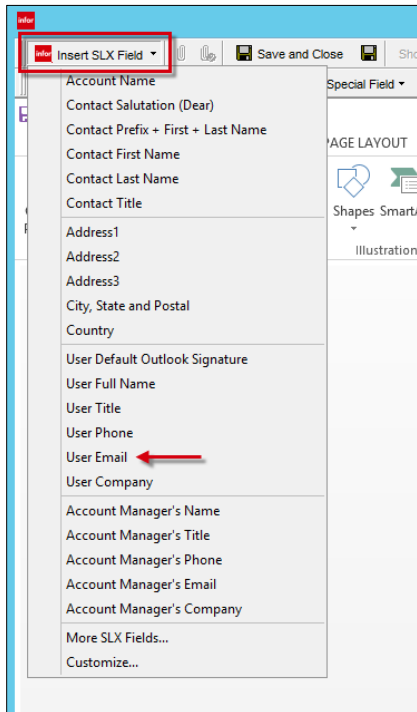 infor
infor Insert SLX Field Save and Close Sho
Account Name
Special Field
Contact Salutation (Dear)
Contact Prefix + First + Last Name
PAGE LAYOUT
Contact First Name
Contact Last Name
Contact Title
Shapes SmartA
Address1
Illustration
Address2
Address3
City, State and Postal
Country
User Default Outlook Signature
User Full Name
User Title
User Phone
User Email
User Company
Account Manager's Name
Account Manager's Title
Account Manager's Phone
Account Manager's Email
Account Manager's Company
More SLX Fields...
Customize...